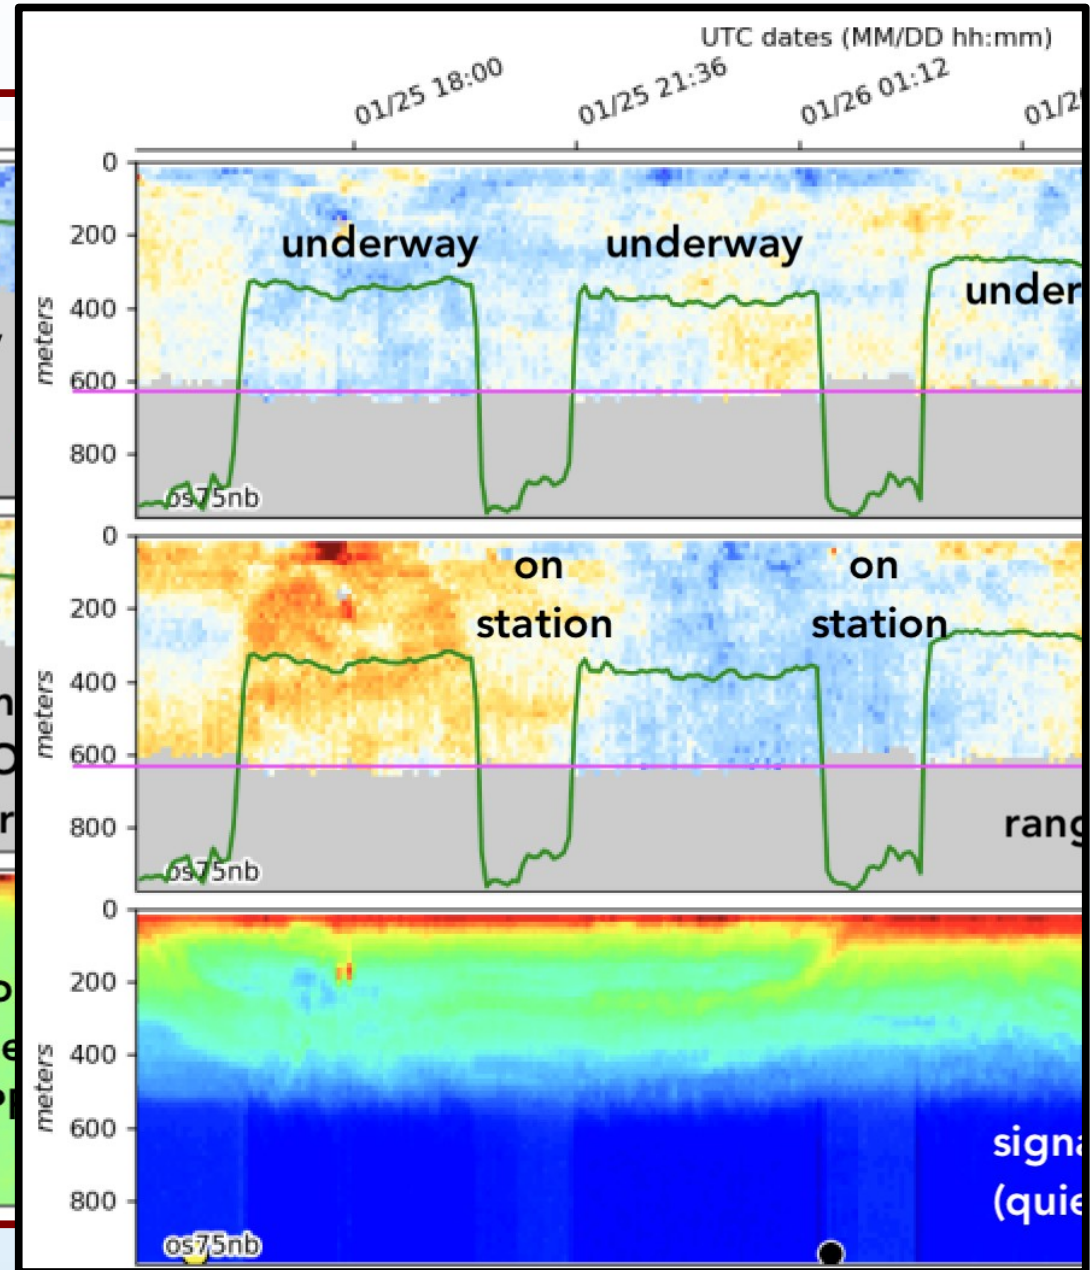 UTC dates (MM/DD hh:mm)
01/25 18:00
01/25 21:36
01/26 01:12
0
200
400
600
800
meters
underway
underway
os75nb
0
200
400
600
800
meters
on
station
on
station
os75nb
0
200
400
600
800
meters
os75nb